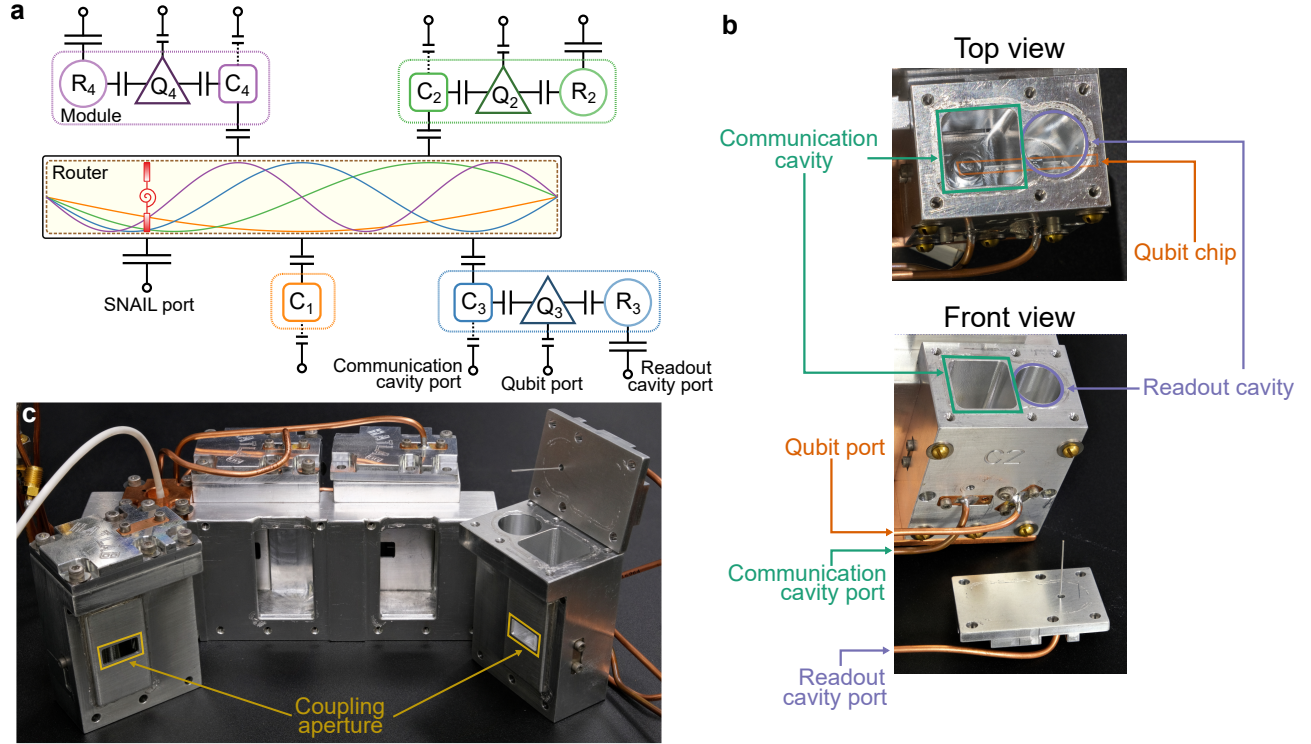 a
R4
Q4
C4
Module
C2
Q2
R2
Router
SNAIL port
C1
C3
Q3
R3
Communication
cavity port
Qubit port
Readout
cavity port
b
Top view
Communication
cavity
Qubit chip
Front view
Readout cavity
C2
Qubit port
Communication
cavity port
Readout
cavity port
c
Coupling
aperture